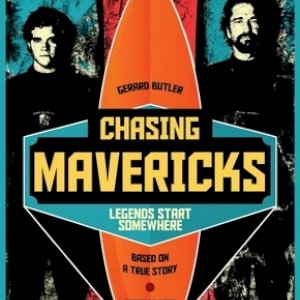 GERARD BUTLER
CHASING
MAVERICKS
LEGENDS START
SOMEWHERE
BASED ON
A TRUE STORY